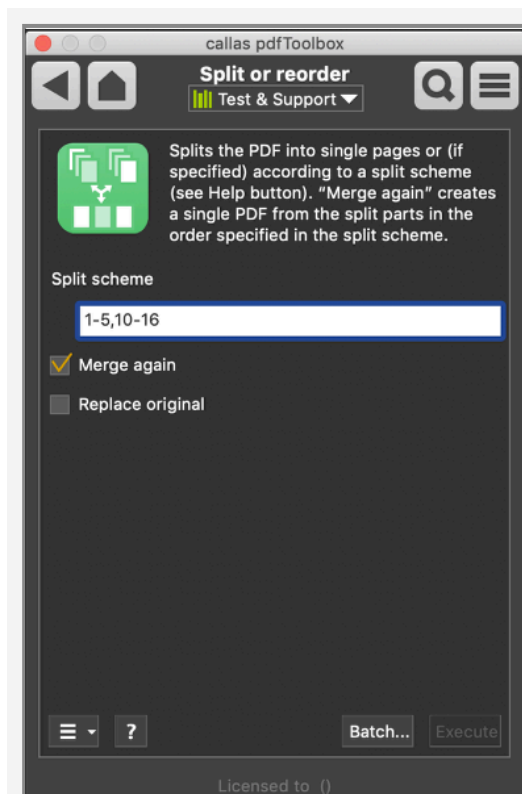 callas pdfToolbox
Split or reorder
Test & Support
Splits the PDF into single pages or (if
specified) according to a split scheme
(see Help button). “Merge again” creates
a single PDF from the split parts in the
order specified in the split scheme.
Split scheme
1-5,10-16
Merge again
Replace original
?
Batch...
Execute
Licensed to ()